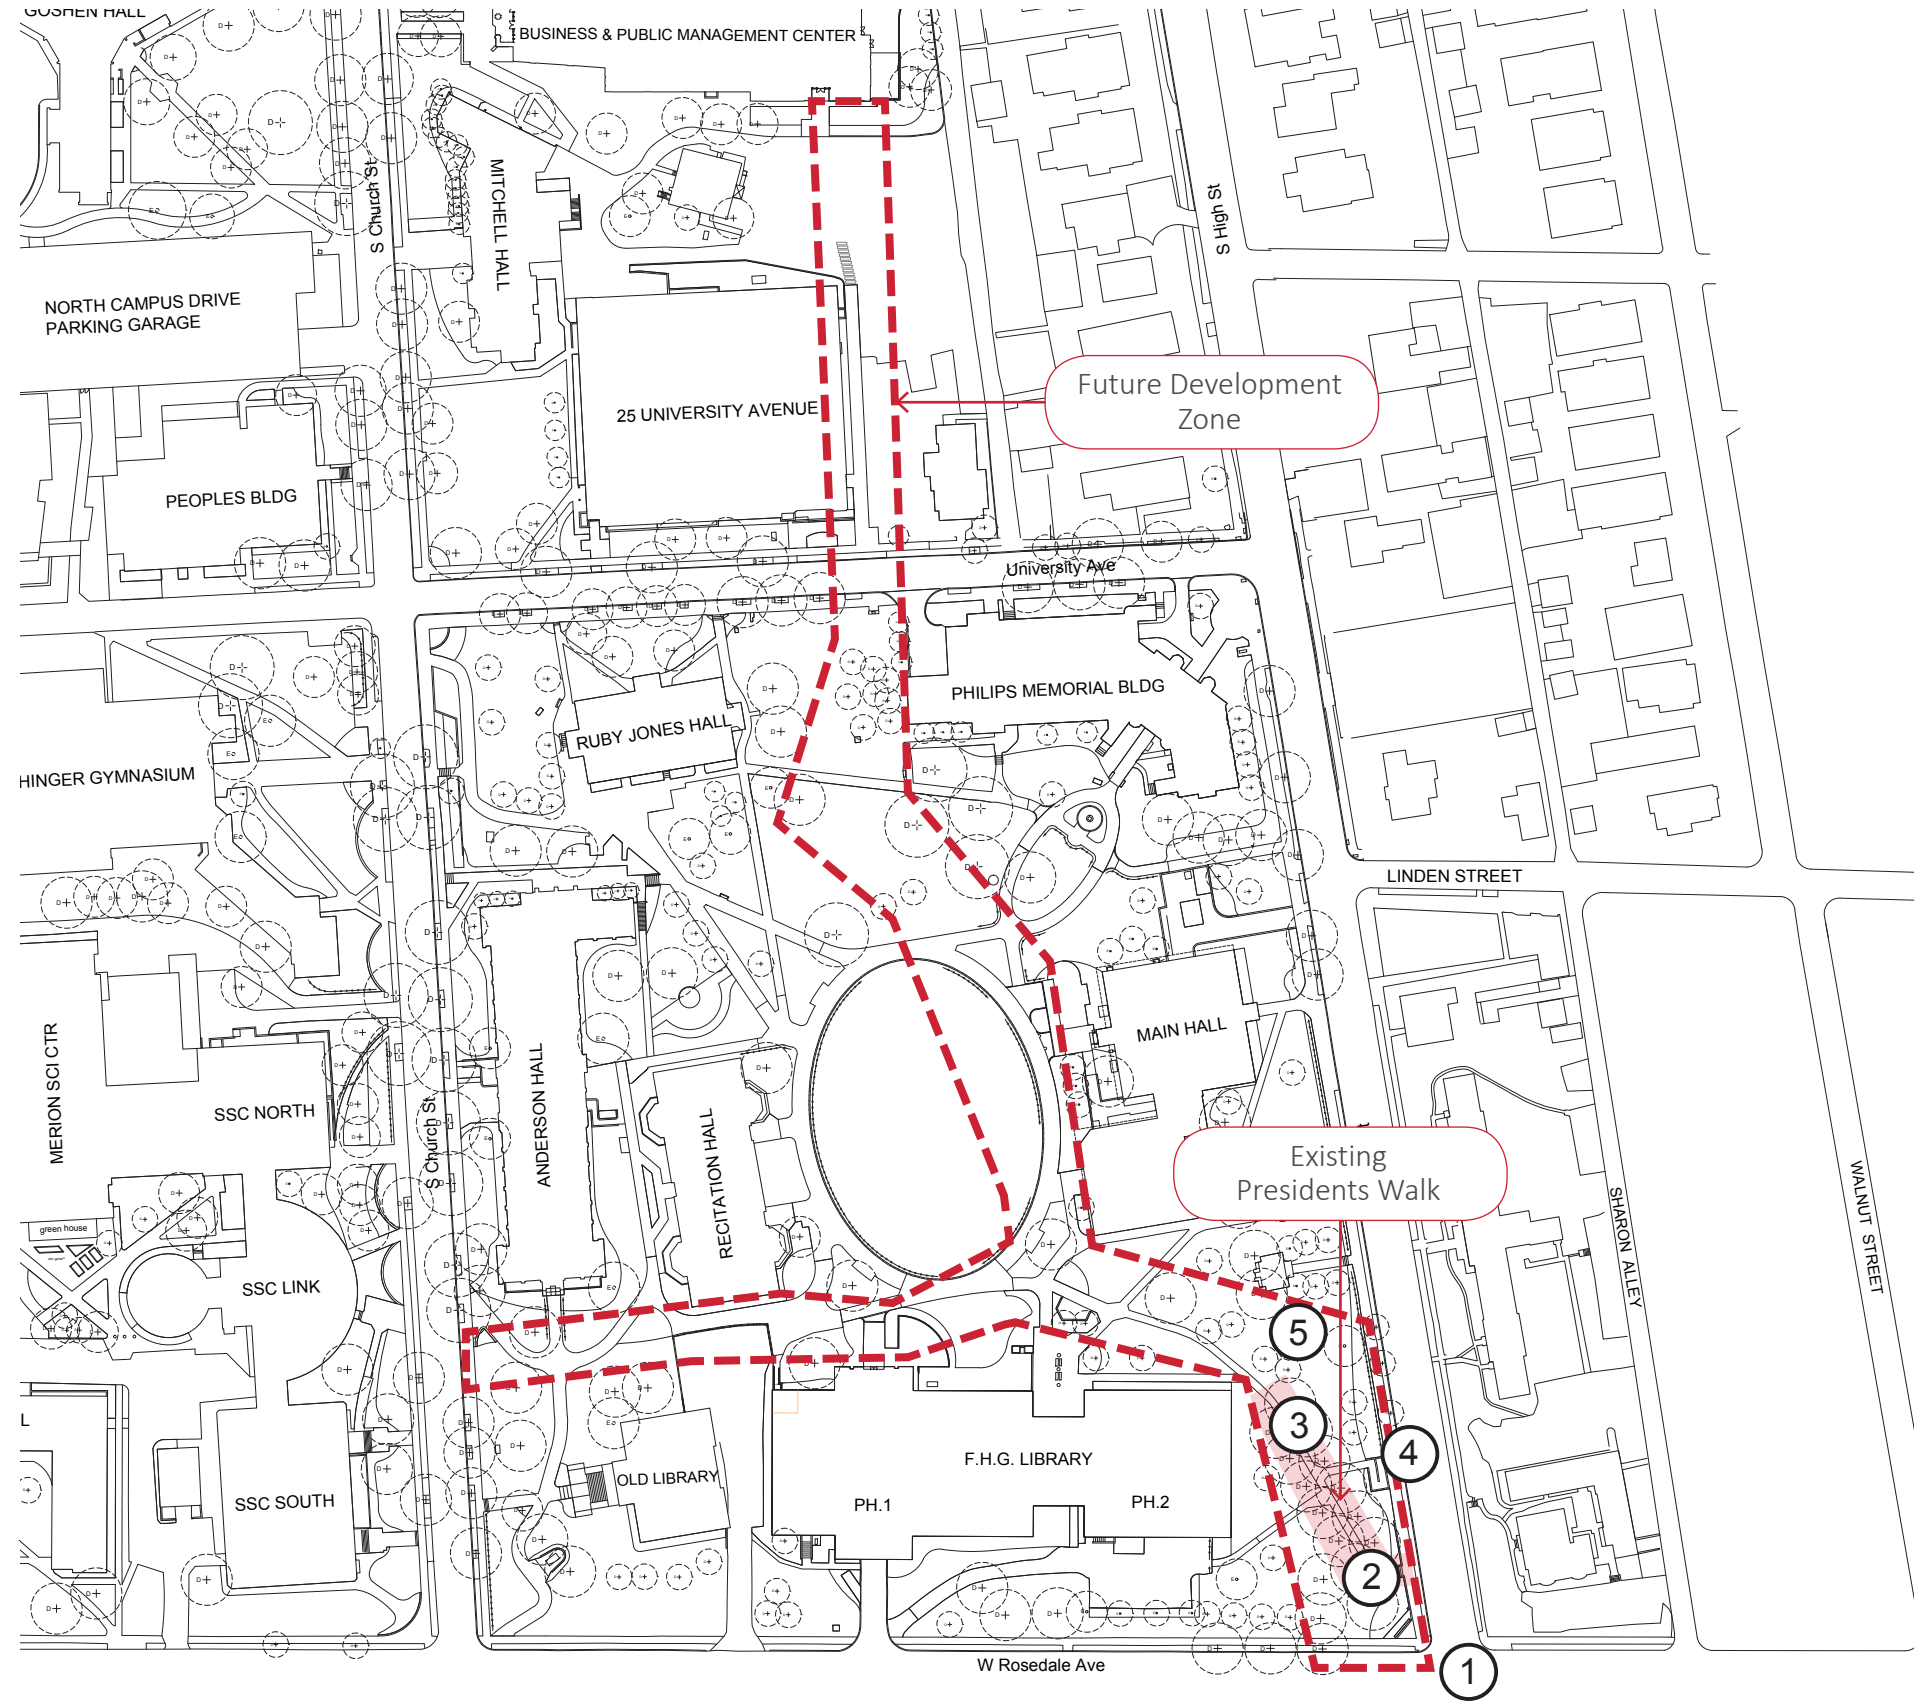 GOSHEN HALL
BUSINESS & PUBLIC MANAGEMENT CENTER
S Church St
MITCHELL HALL
S High St
NORTH CAMPUS DRIVE
PARKING GARAGE
Future Development
Zone
25 UNIVERSITY AVENUE
PEOPLES BLDG
University Ave
PHILIPS MEMORIAL BLDG
RUBY JONES HALL
HINGER GYMNASIUM
LINDEN STREET
MAIN HALL
MERION SCI CTR
SSC NORTH
S Church St
ANDERSON HALL
RECITATION HALL
Existing
Presidents Walk
WALNUT STREET
SHARON ALLEY
green house
SSC LINK
5
3
4
L
F.H.G. LIBRARY
OLD LIBRARY
SSC SOUTH
PH.1
PH.2
2
W Rosedale Ave
1